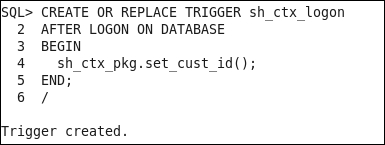 SQL> CREATE OR REPLACE TRIGGER sh_ctx_logon
  2  AFTER LOGON ON DATABASE
  3  BEGIN
  4    sh_ctx_pkg.set_cust_id();
  5  END;
  6  /
Trigger created.